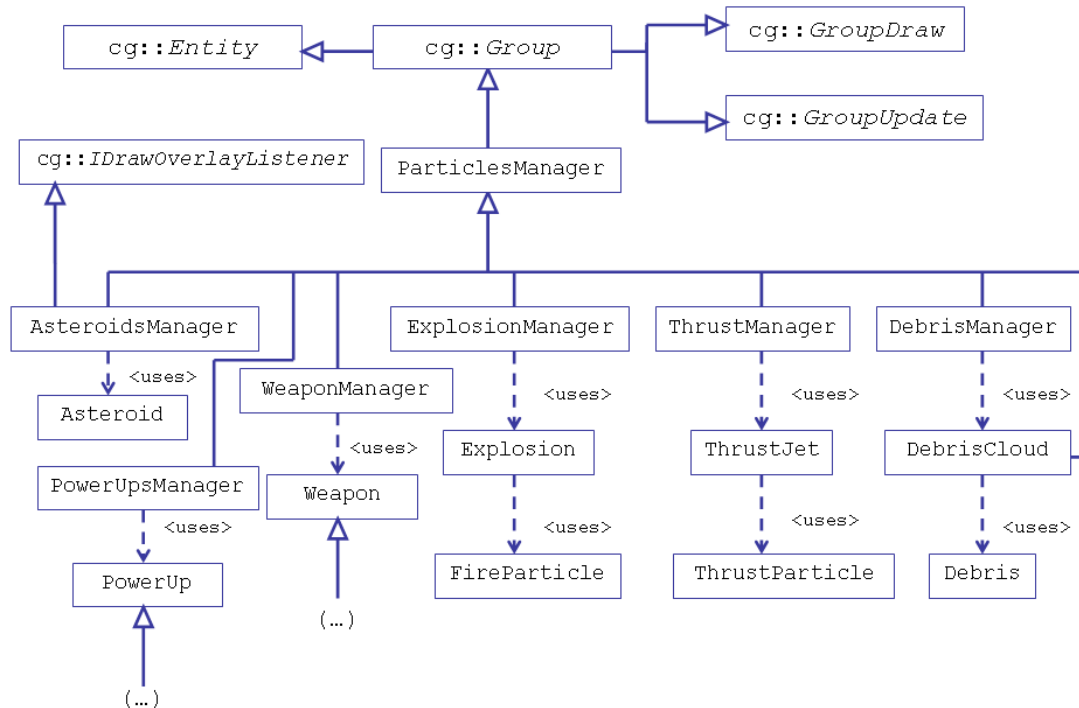 cg::Entity
cg::Group
cg::GroupDraw
cg::GroupUpdate
cg::IDrawOverlayListener
ParticlesManager
AsteroidsManager
ExplosionManager
ThrustManager
DebrisManager
<uses>
WeaponManager
<uses>
<uses>
<uses>
Asteroid
<uses>
Explosion
ThrustJet
DebrisCloud
PowerUpsManager
Weapon
<uses>
<uses>
<uses>
<uses>
PowerUp
FireParticle
ThrustParticle
Debris
(…)
(…)